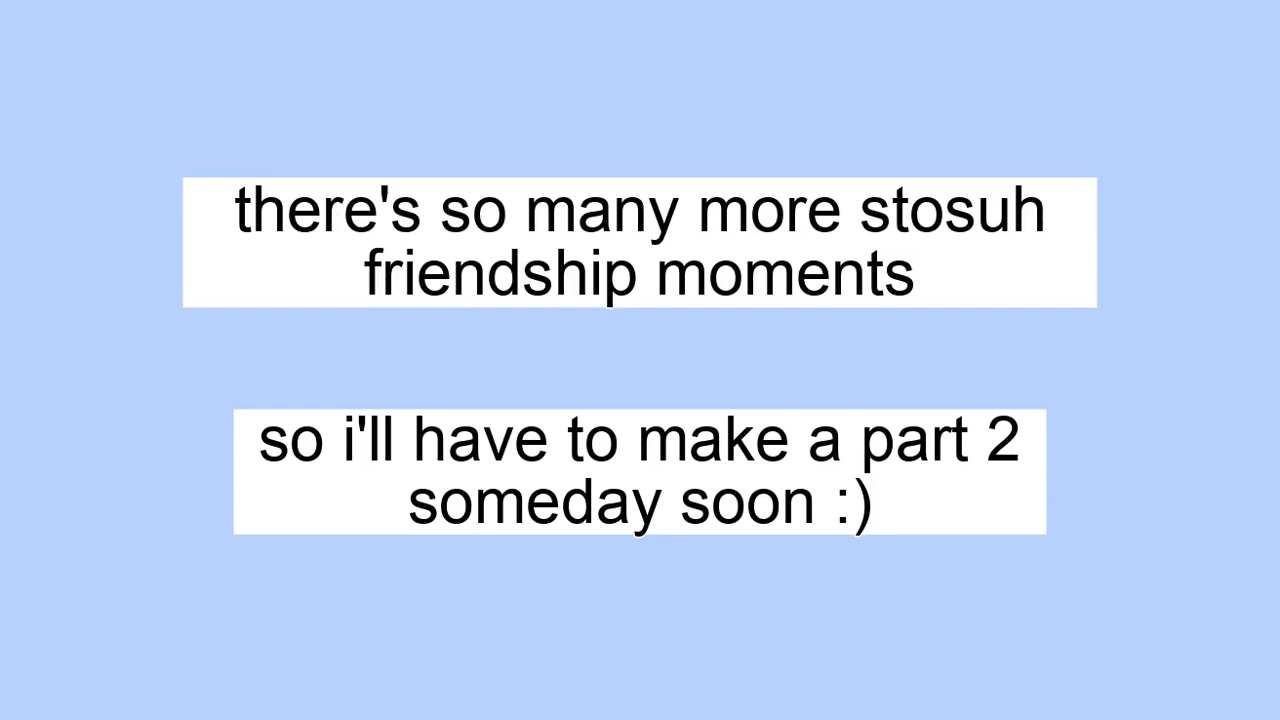 there's so many more stosuh
friendship moments
so i'll have to make a part 2
someday soon :)